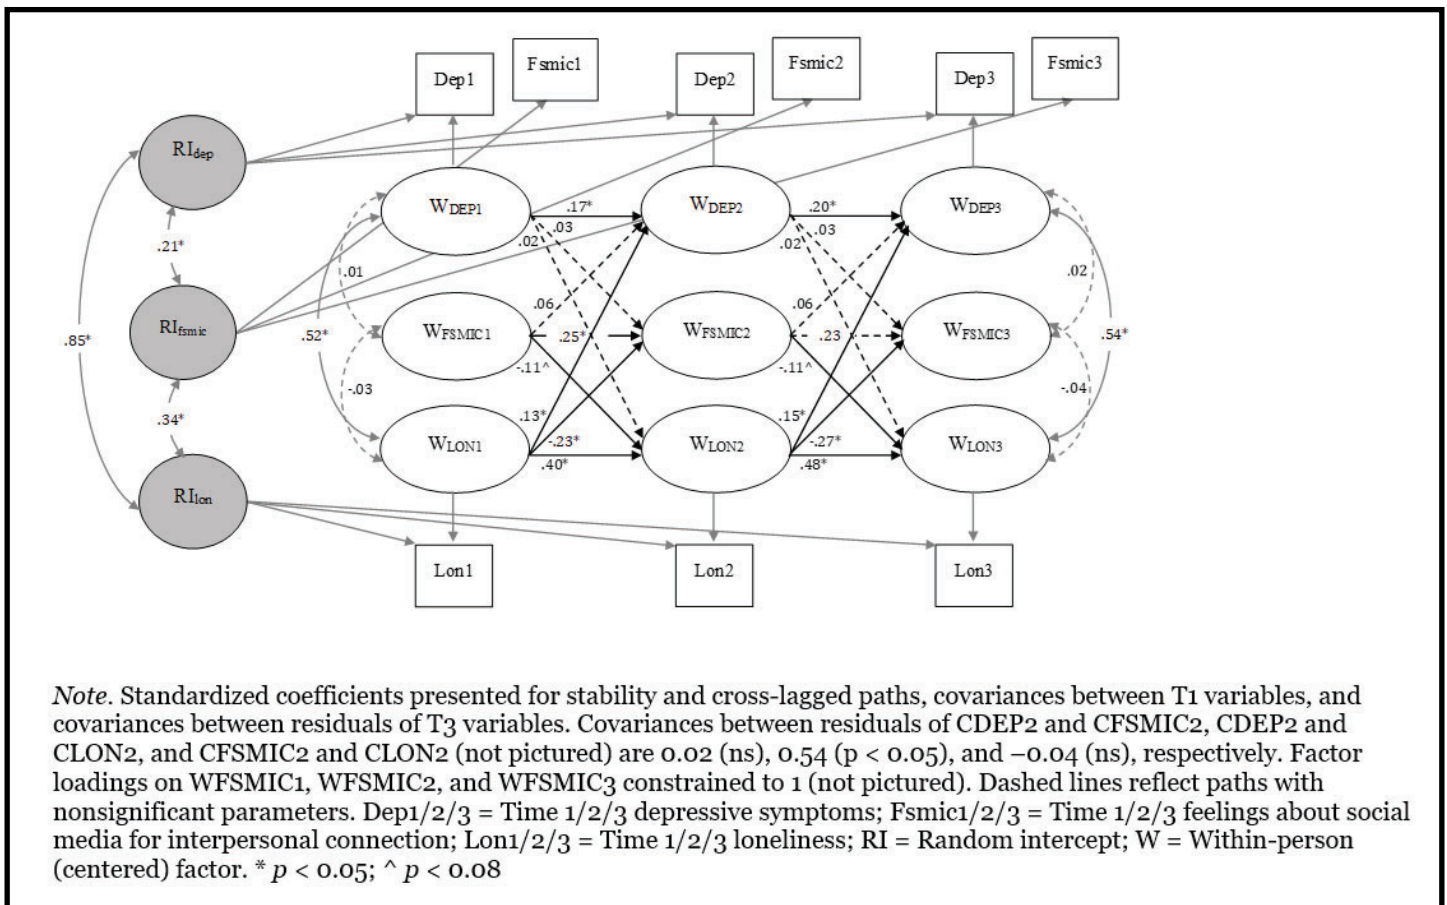 Fsmic1
Fsmic2
Fsmic3
Dep1
Dep2
Dep3
RIdep
WDEP1
WDEP2
WDEP3
.17*
.20*
.03
.03
.02
.02
.21*
.01
.02
.06
.06
RIfsmic
WFSMIC1
WFSMIC2
WFSMIC3
.85*
.52*
.25*
.23
.54*
-.11^
-.11^
-.03
-.04
.34*
.13*
.15*
WLON1
WLON2
WLON3
-.23*
-.27*
.40*
.48*
RIlon
Lon1
Lon2
Lon3
Note. Standardized coefficients presented for stability and cross-lagged paths, covariances between T1 variables, and
covariances between residuals of T3 variables. Covariances between residuals of CDEP2 and CFSMIC2, CDEP2 and
CLON2, and CFSMIC2 and CLON2 (not pictured) are 0.02 (ns), 0.54 (p < 0.05), and –0.04 (ns), respectively. Factor
loadings on WFSMIC1, WFSMIC2, and WFSMIC3 constrained to 1 (not pictured). Dashed lines reflect paths with
nonsignificant parameters. Dep1/2/3 = Time 1/2/3 depressive symptoms; Fsmic1/2/3 = Time 1/2/3 feelings about social
media for interpersonal connection; Lon1/2/3 = Time 1/2/3 loneliness; RI = Random intercept; W = Within-person
(centered) factor. * p < 0.05; ^ p < 0.08